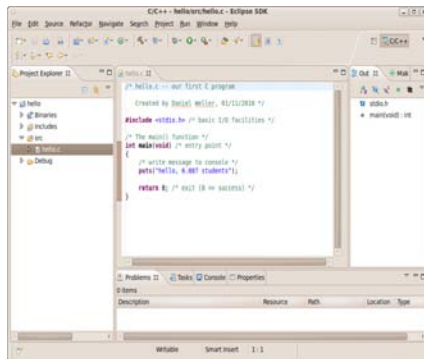 C/C++ - hello/src/hello.c - Eclipse SDK
File Edit Source Refactor Navigate Search Project Run Window Help
C/C++
Project Explorer
hello
Binaries
Includes
src
hello.c
Debug
hello.c
/* hello.c -- our first C program
Created by Daniel Weller, 01/11/2010 */
#include <stdio.h> /* basic I/O facilities */
/* The main() function */
int main(void) /* entry point */
{
/* write message to console */
puts("hello, 6.087 students");
return 0; /* exit (0 => success) */
}
Out
Mak
stdio.h
main(void) : int
Problems Tasks Console Properties
0 items
Description Resource Path Location Type
Writable Smart Insert 1 : 1